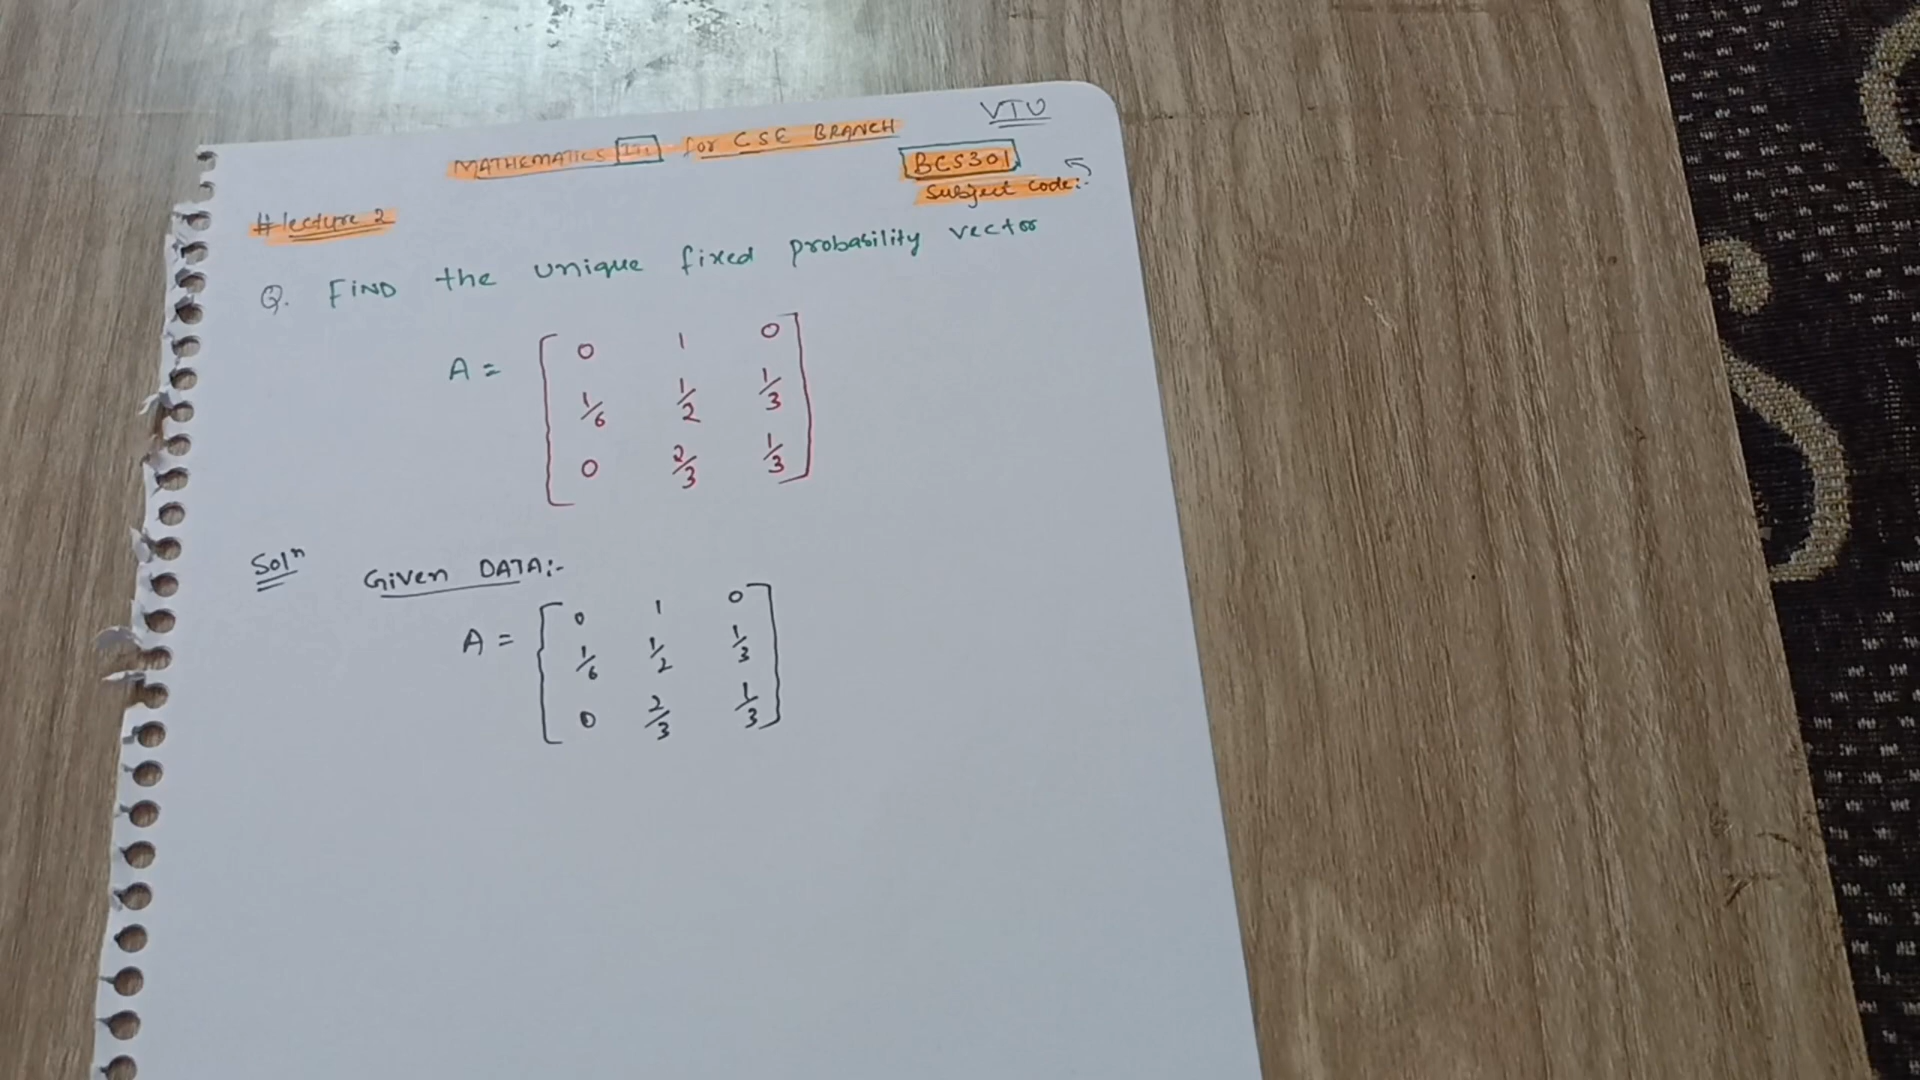 VTU
MATHEMATICS III for CSE BRANCH
BCS301
Subject code:-
# lecture 2
Q. FIND the unique fixed probability vector
A = [ 0 1 0
1/6 1/2 1/3
0 2/3 1/3 ]
Solⁿ Given DATA:-
A = [ 0 1 0
1/6 1/2 1/3
0 2/3 1/3 ]